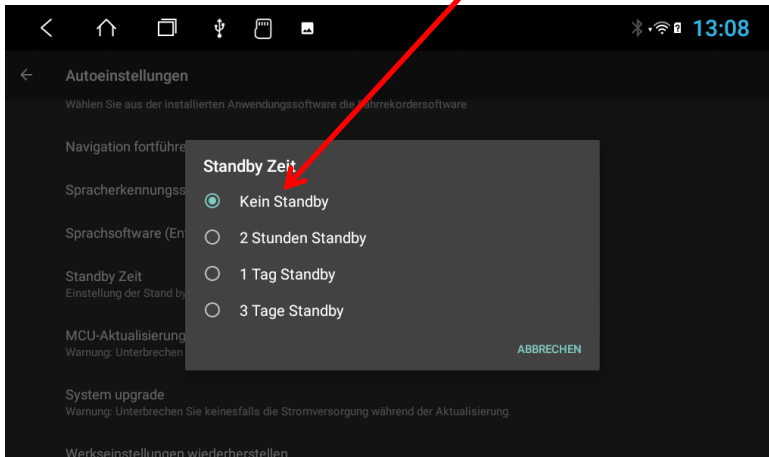 13:08
Autoeinstellungen
Wählen Sie aus der installierten Anwendungssoftware die Fahrrekordersoftware
Navigation fortführe
Standby Zeit
Spracherkennungss
Kein Standby
Sprachsoftware (En
2 Stunden Standby
Standby Zeit
Einstellung der Stand by
1 Tag Standby
3 Tage Standby
MCU-Aktualisierung
Warnung: Unterbrechen
ABBRECHEN
System upgrade
Warnung: Unterbrechen Sie keinesfalls die Stromversorgung während der Aktualisierung.
Werkseinstellungen wiederherstellen